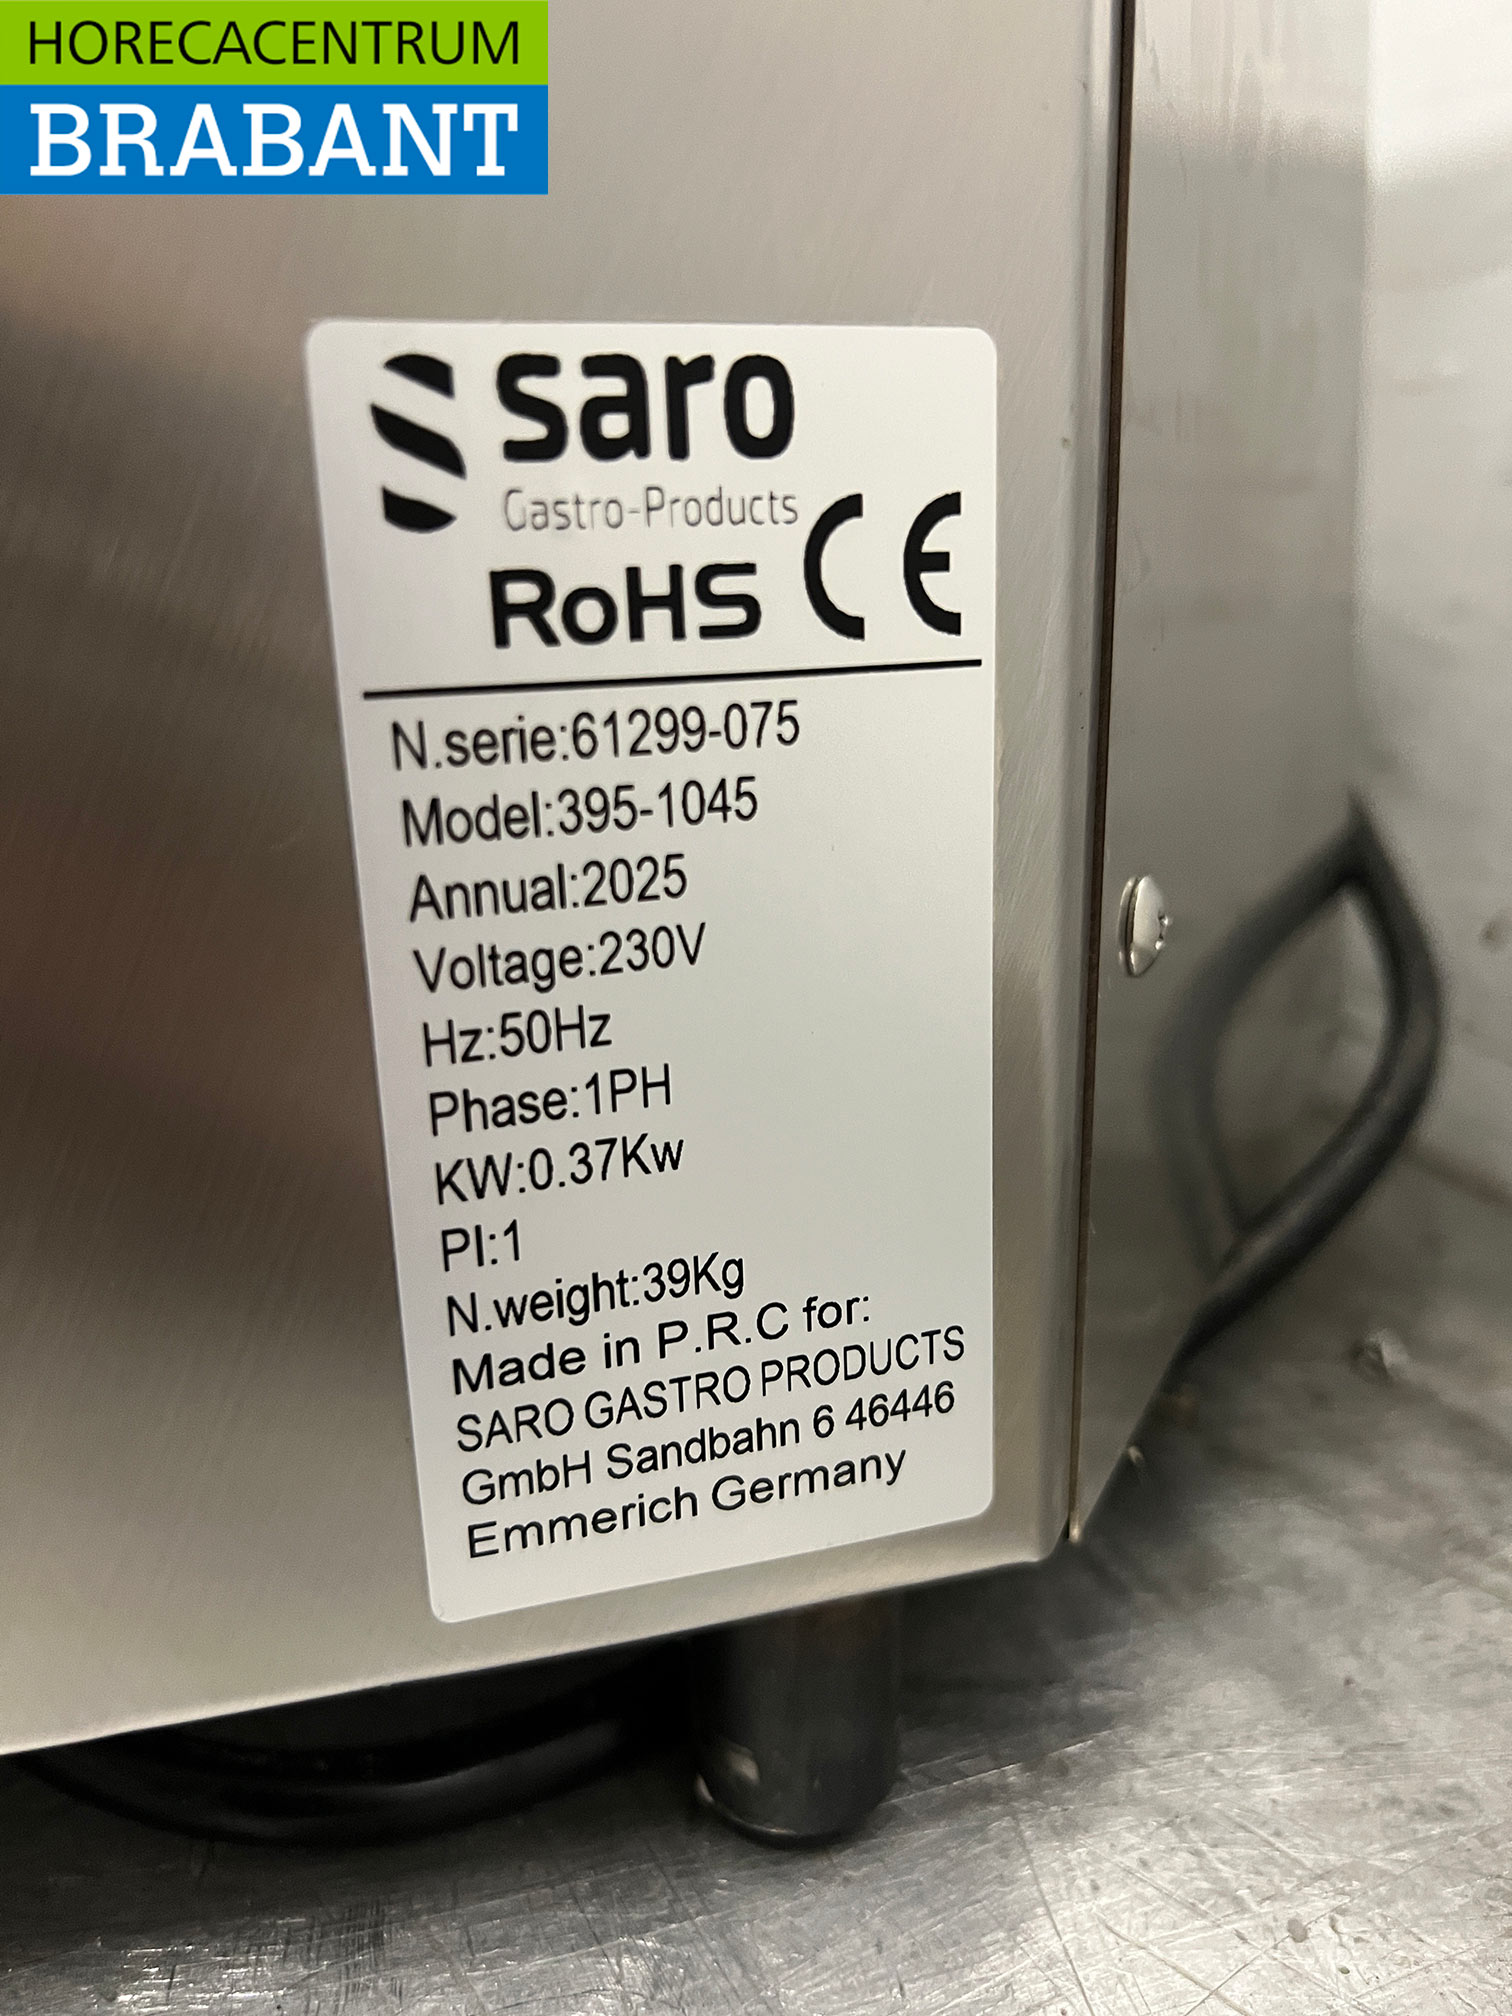 HORECACENTRUM
BRABANT
saro
Gastro-Products
RoHS CE
N.serie:61299-075
Model:395-1045
Annual:2025
Voltage:230V
Hz:50Hz
Phase:1PH
KW:0.37Kw
PI:1
N.weight:39Kg
Made in P.R.C for:
SARO GASTRO PRODUCTS
GmbH Sandbahn 6 46446
Emmerich Germany